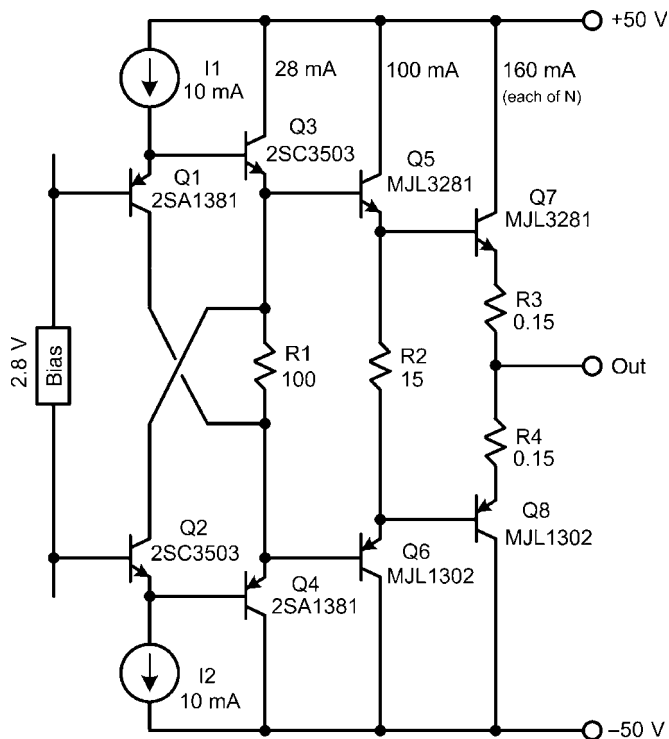 +50 V
I1
10 mA
28 mA
100 mA
160 mA
(each of N)
Q3
2SC3503
Q1
2SA1381
Q5
MJL3281
Q7
MJL3281
R3
0.15
2.8 V
Bias
R1
100
R2
15
Out
R4
0.15
Q2
2SC3503
Q4
2SA1381
Q6
MJL1302
Q8
MJL1302
I2
10 mA
–50 V